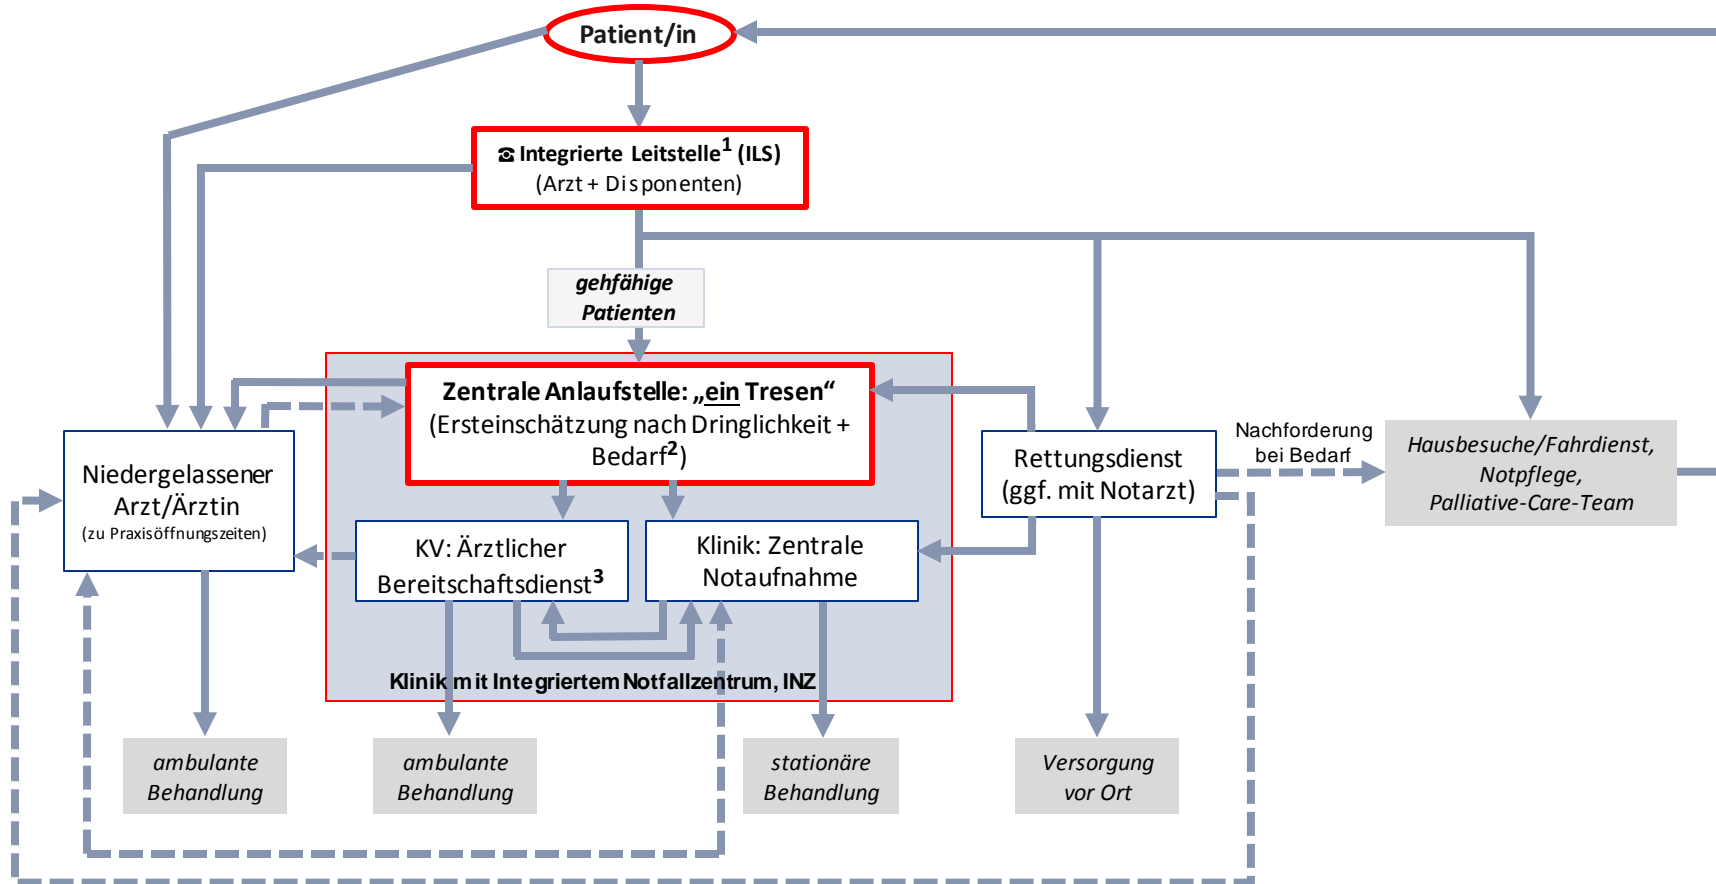 Patient/in
☎ Integrierte Leitstelle¹ (ILS)
(Arzt + Disponenten)
gehfähige
Patienten
Zentrale Anlaufstelle: „ein Tresen“
(Ersteinschätzung nach Dringlichkeit +
Bedarf²)
Niedergelassener
Arzt/Ärztin
(zu Praxisöffnungszeiten)
KV: Ärztlicher
Bereitschaftsdienst³
Klinik: Zentrale
Notaufnahme
Klinik mit Integriertem Notfallzentrum, INZ
Rettungsdienst
(ggf. mit Notarzt)
Nachforderung
bei Bedarf
Hausbesuche/Fahrdienst,
Notpflege,
Palliative-Care-Team
ambulante
Behandlung
ambulante
Behandlung
stationäre
Behandlung
Versorgung
vor Ort